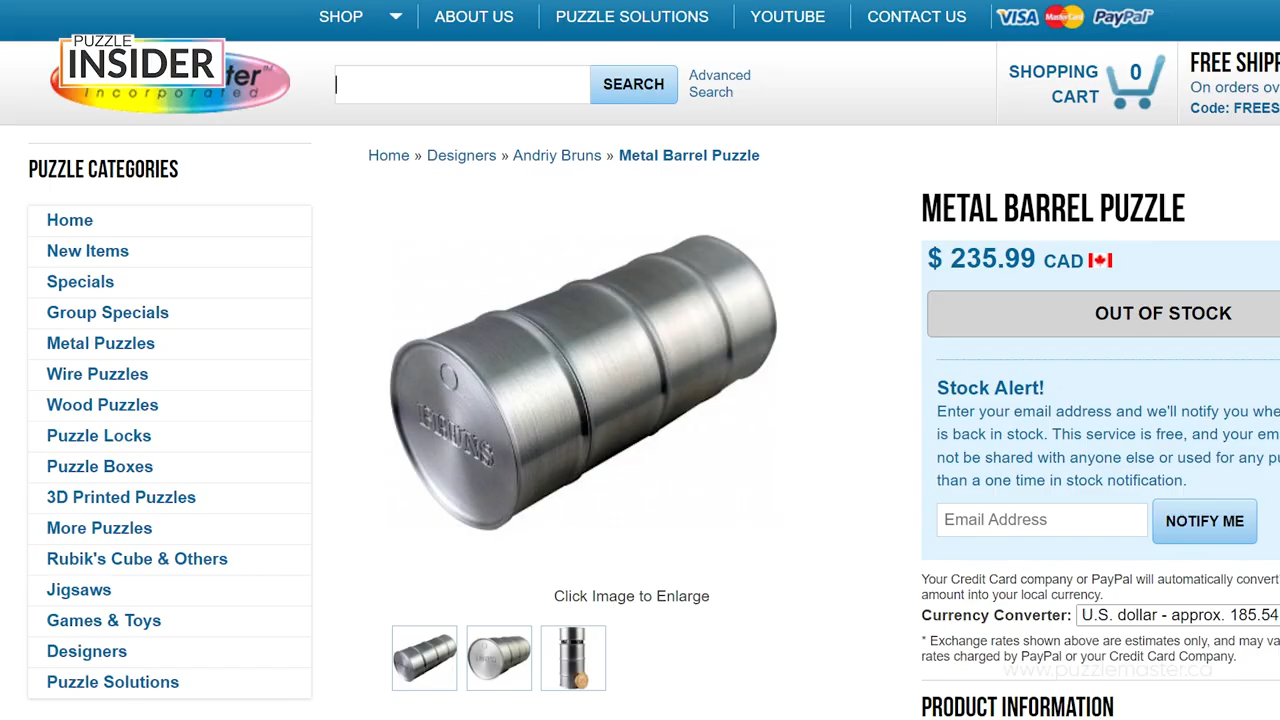 SHOP
ABOUT US
PUZZLE SOLUTIONS
YOUTUBE
CONTACT US
VISA MasterCard PayPal
PUZZLE
INSIDER
Incorporated
SEARCH
Advanced
Search
SHOPPING
CART
0
FREE SHIPP
On orders ov
Code: FREES
PUZZLE CATEGORIES
Home
New Items
Specials
Group Specials
Metal Puzzles
Wire Puzzles
Wood Puzzles
Puzzle Locks
Puzzle Boxes
3D Printed Puzzles
More Puzzles
Rubik's Cube & Others
Jigsaws
Games & Toys
Designers
Puzzle Solutions
Home » Designers » Andriy Bruns » Metal Barrel Puzzle
BRUNS
Click Image to Enlarge
METAL BARREL PUZZLE
$ 235.99 CAD
OUT OF STOCK
Stock Alert!
Enter your email address and we'll notify you whe
is back in stock. This service is free, and your em
not be shared with anyone else or used for any pu
than a one time in stock notification.
Email Address
NOTIFY ME
Your Credit Card company or PayPal will automatically convert
amount into your local currency.
Currency Converter: U.S. dollar - approx. 185.54
* Exchange rates shown above are estimates only, and may va
rates charged by PayPal or your Credit Card Company.
www.puzzlemaster.ca
PRODUCT INFORMATION